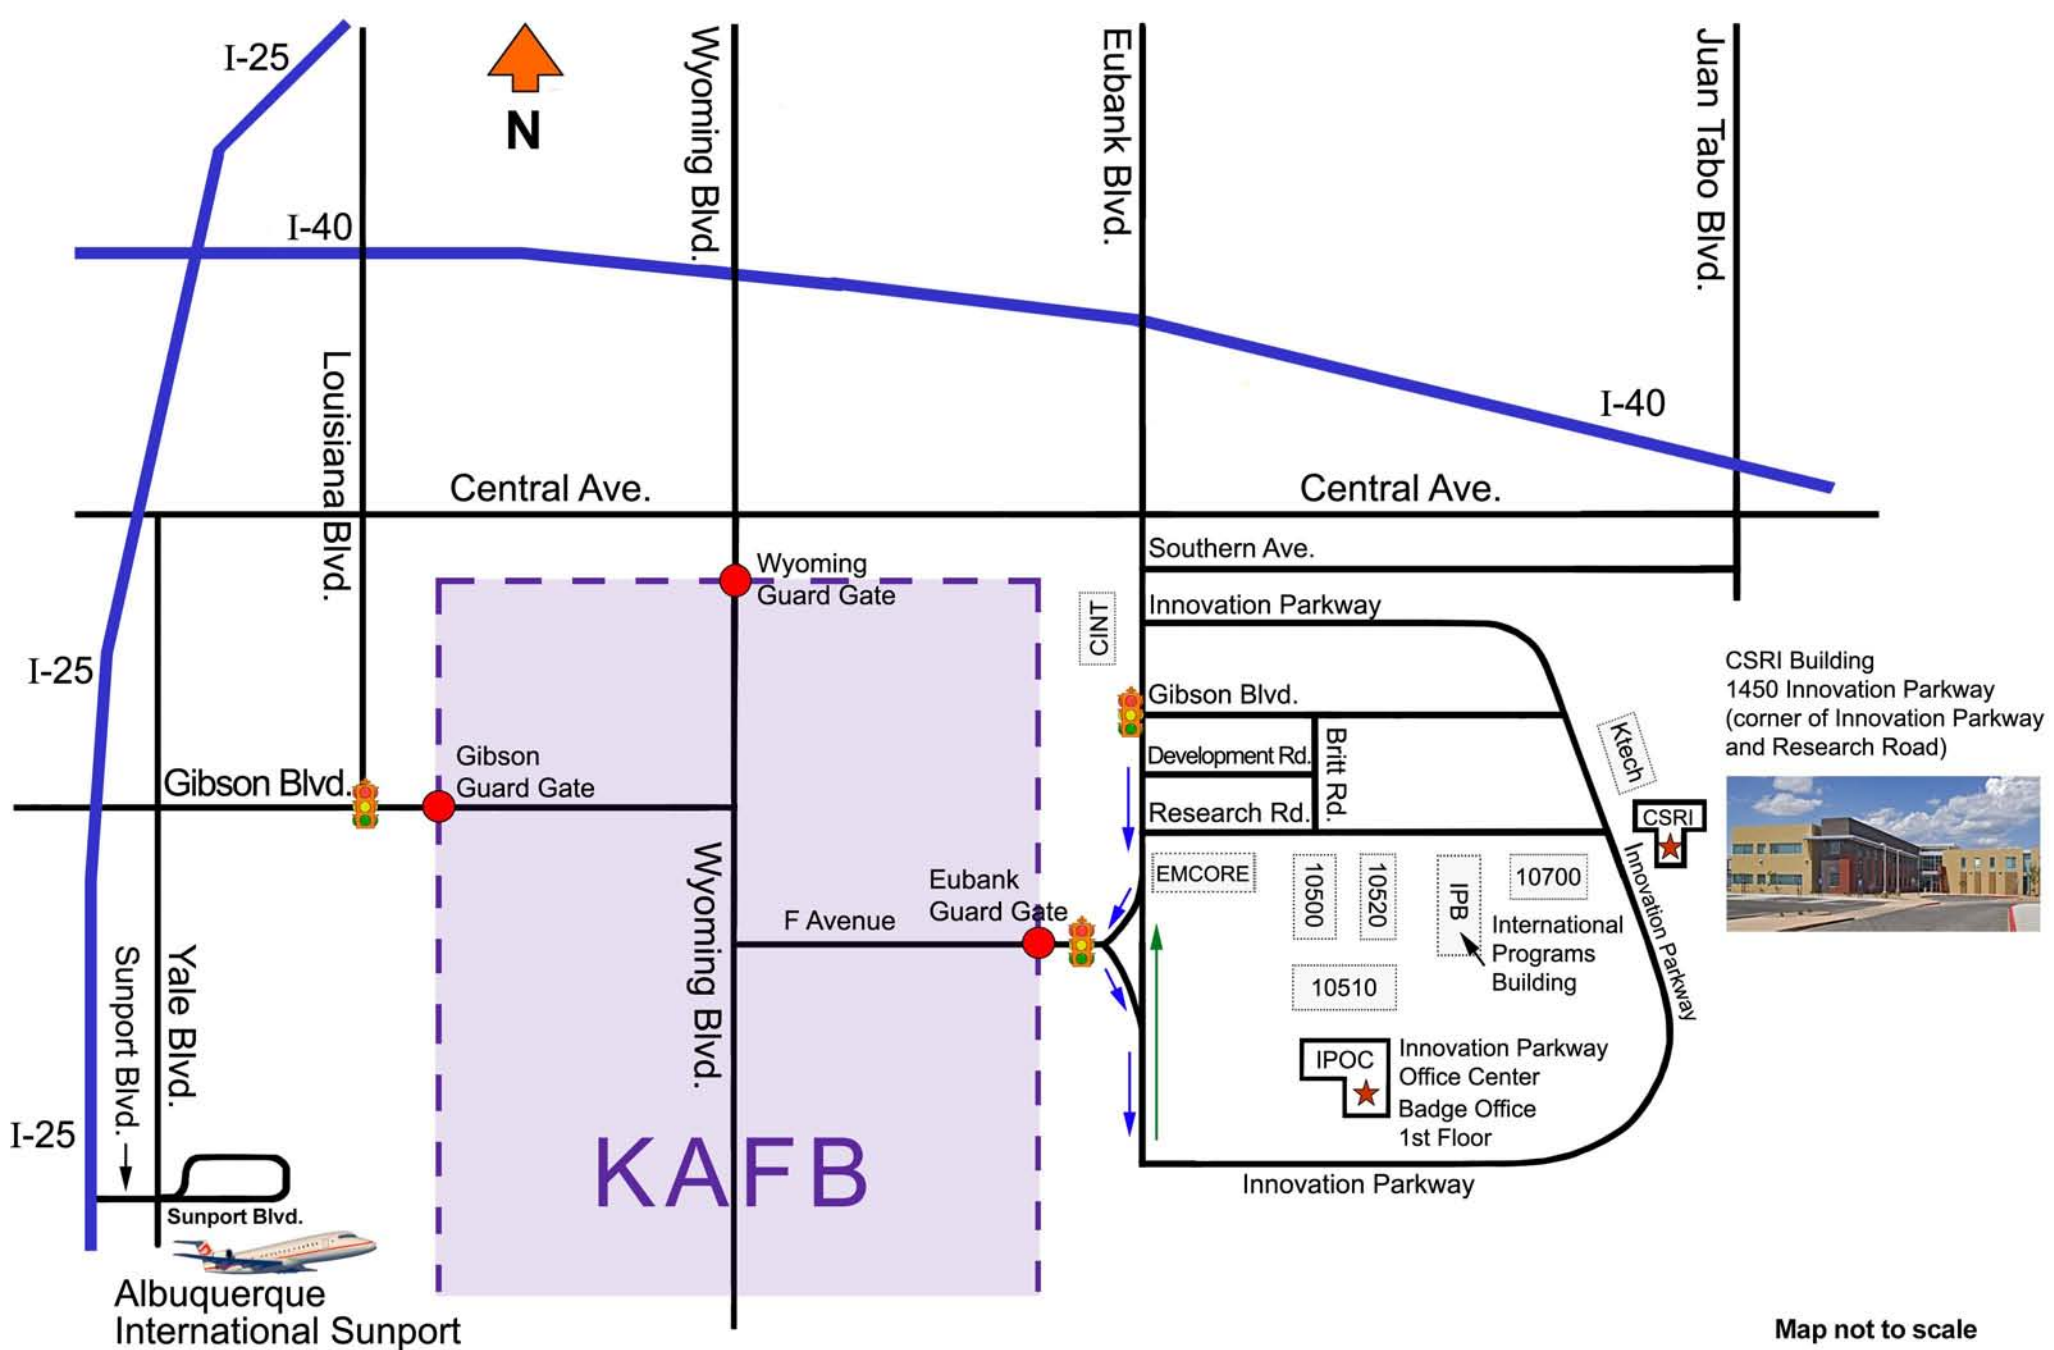 I-25
N
Wyoming Blvd.
Eubank Blvd.
Juan Tabo Blvd.
I-40
I-40
Louisiana Blvd.
Central Ave.
Central Ave.
Southern Ave.
Wyoming
Guard Gate
CINT
Innovation Parkway
I-25
CSRI Building
1450 Innovation Parkway
(corner of Innovation Parkway
and Research Road)
Gibson Blvd.
Ktech
Gibson Blvd.
Gibson
Guard Gate
Development Rd.
Britt Rd.
Research Rd.
CSRI
Innovation Parkway
Wyoming Blvd.
Eubank
Guard Gate
F Avenue
EMCORE
10500
10520
IPB
10700
International
Programs
Building
10510
Sunport Blvd.
Yale Blvd.
IPOC
Innovation Parkway
Office Center
Badge Office
1st Floor
I-25
KAFB
Innovation Parkway
Sunport Blvd.
Albuquerque
International Sunport
Map not to scale